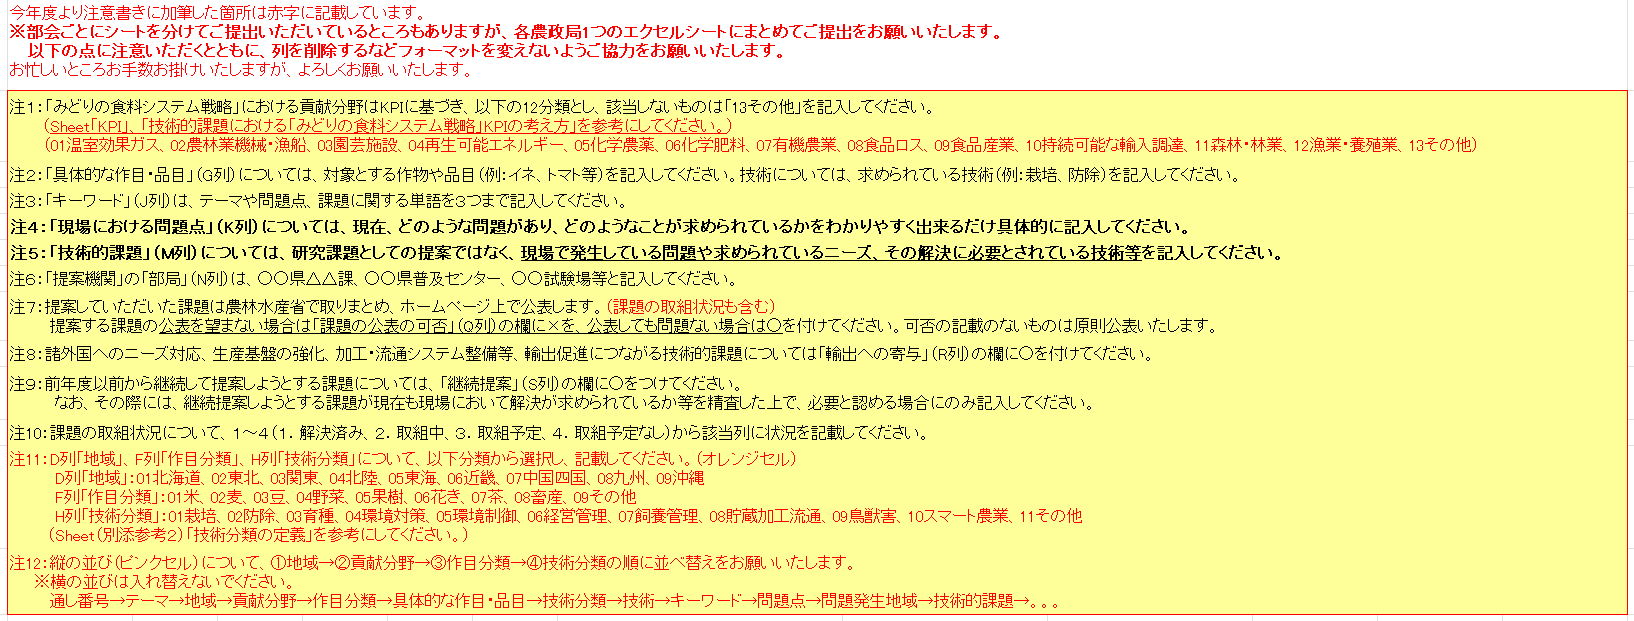 今年度より注意書きに加筆した箇所は赤字に記載しています。
※部会ごとにシートを分けてご提出いただいているところもありますが、各農政局1つのエクセルシートにまとめてご提出をお願いいたします。
以下の点に注意いただくとともに、列を削除するなどフォーマットを変えないようご協力をお願いいたします。
お忙しいところお手数お掛けいたしますが、よろしくお願いいたします。
注１：「みどりの食料システム戦略」における貢献分野はKPIに基づき、以下の12分類とし、該当しないものは「13その他」を記入してください。
（Sheet「KPI」、「技術的課題における「みどりの食料システム戦略」KPIの考え方」を参考にしてください。）
（01温室効果ガス、02農林業機械・漁船、03園芸施設、04再生可能エネルギー、05化学農薬、06化学肥料、07有機農業、08食品ロス、09食品産業、10持続可能な輸入調達、11森林・林業、12漁業・養殖業、13その他）
注２：「具体的な作目・品目」（G列）については、対象とする作物や品目（例：イネ、トマト等）を記入してください。技術については、求められている技術（例：栽培、防除）を記入してください。
注３：「キーワード」（J列）は、テーマや問題点、課題に関する単語を３つまで記入してください。
注４：「現場における問題点」（K列）については、現在、どのような問題があり、どのようなことが求められているかをわかりやすく出来るだけ具体的に記入してください。
注５：「技術的課題」（M列）については、研究課題としての提案ではなく、現場で発生している問題や求められているニーズ、その解決に必要とされている技術等を記入してください。
注６：「提案機関」の「部局」（N列）は、〇〇県△△課、〇〇県普及センター、〇〇試験場等と記入してください。
注７：提案していただいた課題は農林水産省で取りまとめ、ホームページ上で公表します。（課題の取組状況も含む）
提案する課題の公表を望まない場合は「課題の公表の可否」（Q列）の欄に×を、公表しても問題ない場合は〇を付けてください。可否の記載のないものは原則公表いたします。
注８：諸外国へのニーズ対応、生産基盤の強化、加工・流通システム整備等、輸出促進につながる技術的課題については「輸出への寄与」（R列）の欄に〇を付けてください。
注９：前年度以前から継続して提案しようとする課題については、「継続提案」（S列）の欄に〇をつけてください。
なお、その際には、継続提案しようとする課題が現在も現場において解決が求められているか等を精査した上で、必要と認める場合にのみ記入してください。
注10：課題の取組状況について、１～４（１．解決済み、２．取組中、３．取組予定、４．取組予定なし）から該当列に状況を記載してください。
注11：D列「地域」、F列「作目分類」、H列「技術分類」について、以下分類から選択し、記載してください。（オレンジセル）
D列「地域」：01北海道、02東北、03関東、04北陸、05東海、06近畿、07中国四国、08九州、09沖縄
F列「作目分類」：01米、02麦、03豆、04野菜、05果樹、06花き、07茶、08畜産、09その他
H列「技術分類」：01栽培、02防除、03育種、04環境対策、05環境制御、06経営管理、07飼養管理、08貯蔵加工流通、09鳥獣害、10スマート農業、11その他
（Sheet（別添参考２）「技術分類の定義」を参考にしてください。）
注12：縦の並び（ピンクセル）について、①地域→②貢献分野→③作目分類→④技術分類の順に並べ替えをお願いいたします。
※横の並びは入れ替えないでください。
通し番号→テーマ→地域→貢献分野→作目分類→具体的な作目・品目→技術分類→技術→キーワード→問題点→問題発生地域→技術的課題→。。。